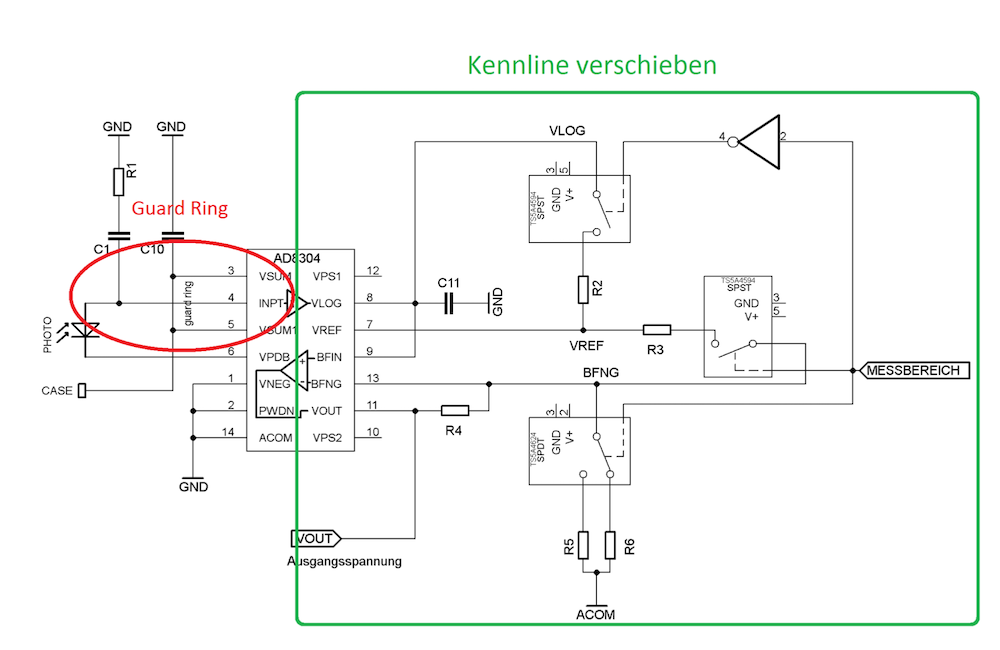 Kennline verschieben
GND
GND
R1
Guard Ring
C1
C10
AD8304
guard ring
3
VSUM
VPS1
12
4
INPT
VLOG
8
5
VSUM1
VREF
7
6
VPDB
BFIN
9
+
-
1
VNEG
BFNG
13
2
PWDN
VOUT
11
14
ACOM
VPS2
10
PHOTO
CASE
GND
VOUT
Ausgangsspannung
C11
GND
VLOG
4
2
3
5
TS5A4594
SPST
GND
V+
R2
VREF
R3
TS5A4594
SPST
GND
3
V+
5
MESSBEREICH
BFNG
R4
3
2
TS5A4624
SPDT
GND
V+
R5
R6
ACOM